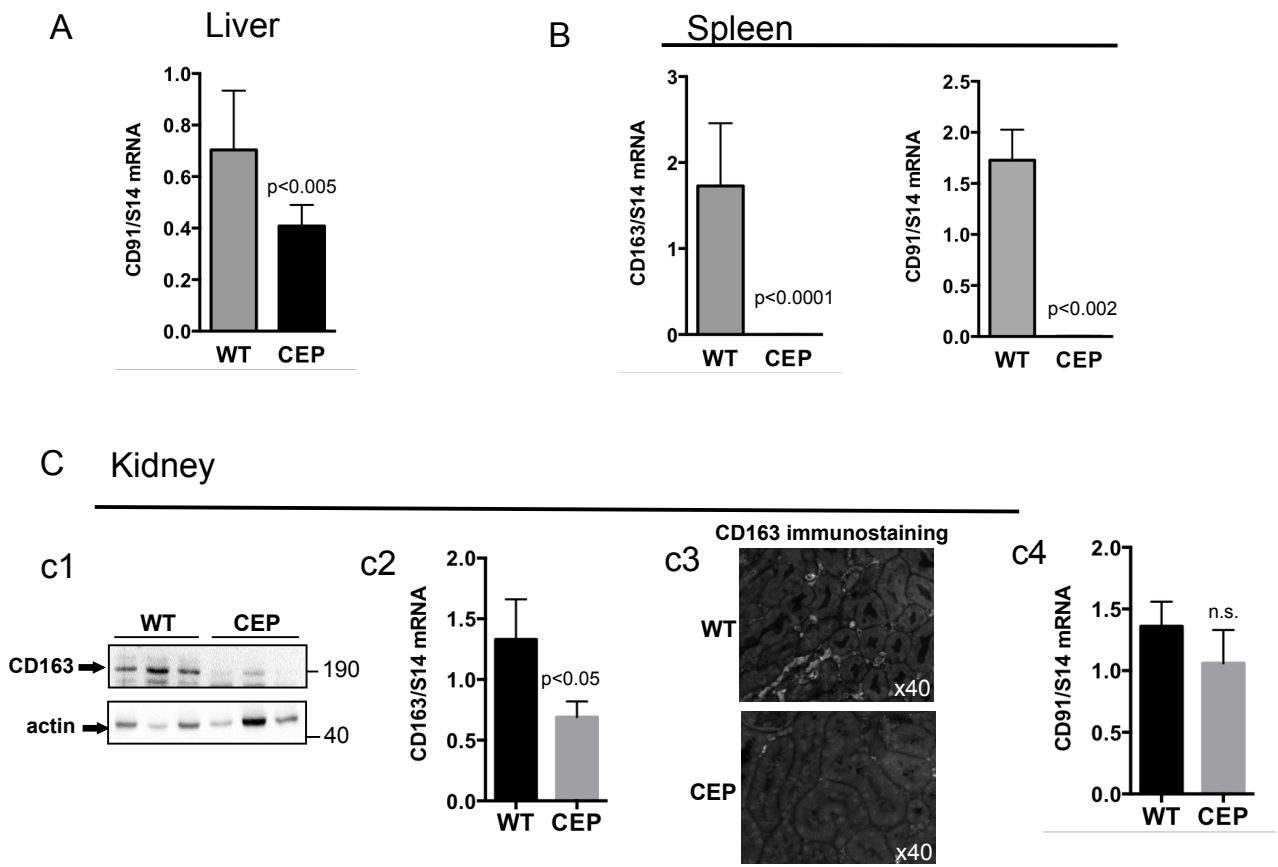 A
Liver
CD91/S14 mRNA
1.0
0.8
0.6
0.4
0.2
0.0
p<0.005
WT
CEP
B
Spleen
CD163/S14 mRNA
3
2
1
0
p<0.0001
WT
CEP
CD91/S14 mRNA
2.5
2.0
1.5
1.0
0.5
0.0
p<0.002
WT
CEP
C
Kidney
c1
WT
CEP
CD163
190
actin
40
c2
CD163/S14 mRNA
2.0
1.5
1.0
0.5
0.0
p<0.05
WT
CEP
c3
CD163 immunostaining
WT
x40
CEP
x40
c4
CD91/S14 mRNA
2.0
1.5
1.0
0.5
0.0
n.s.
WT
CEP